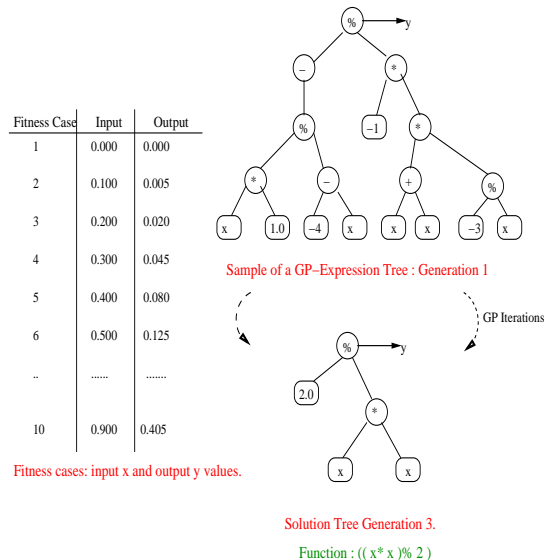 % y
− *
Fitness Case Input Output
% −1 *
1 0.000 0.000
2 0.100 0.005
* − + %
3 0.200 0.020
x 1.0 −4 x x x −3 x
4 0.300 0.045
Sample of a GP−Expression Tree : Generation 1
5 0.400 0.080
6 0.500 0.125
GP Iterations
% y
.. ...... .......
2.0
*
10 0.900 0.405
x x
Fitness cases: input x and output y values.
Solution Tree Generation 3.
Function : (( x* x )% 2 )